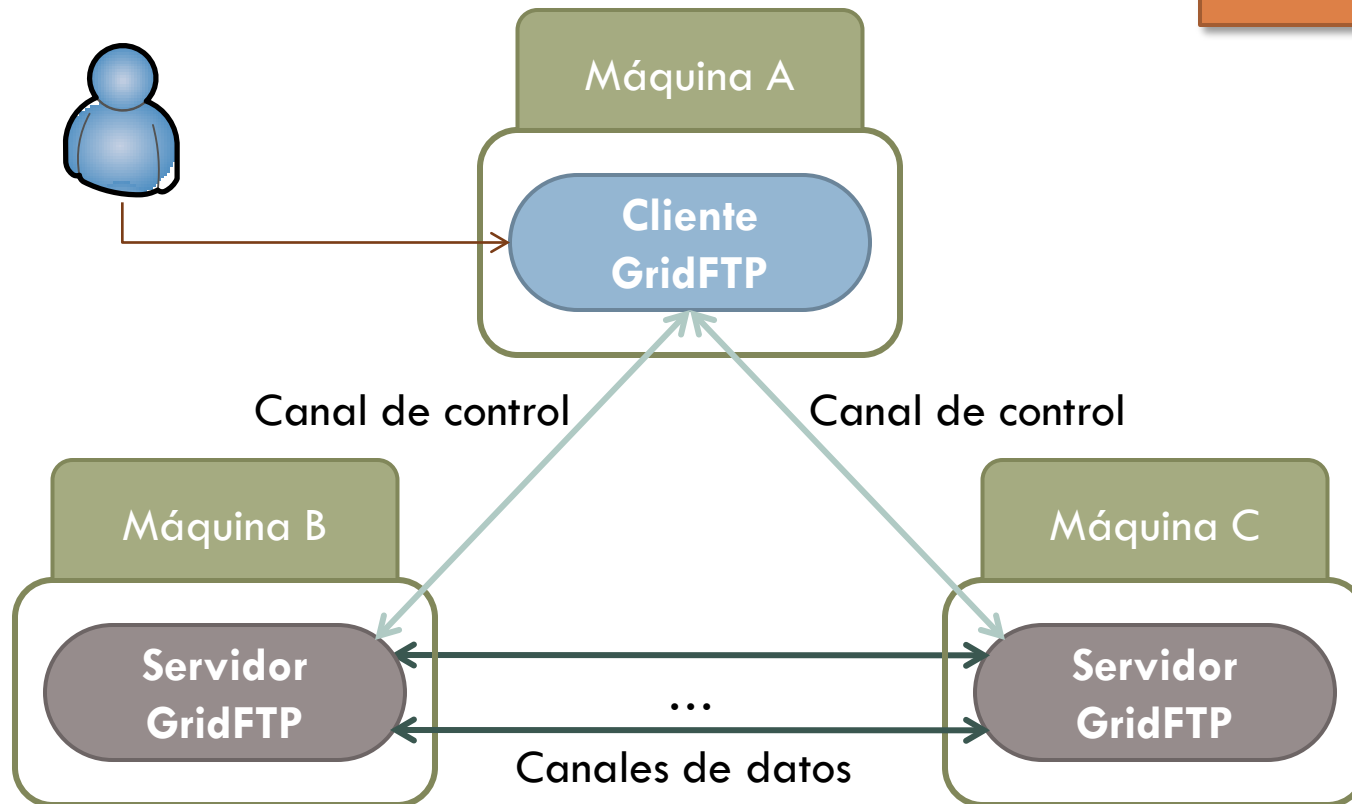 Máquina A
Cliente
GridFTP
Canal de control
Canal de control
Máquina B
Máquina C
Servidor
GridFTP
...
Servidor
GridFTP
Canales de datos